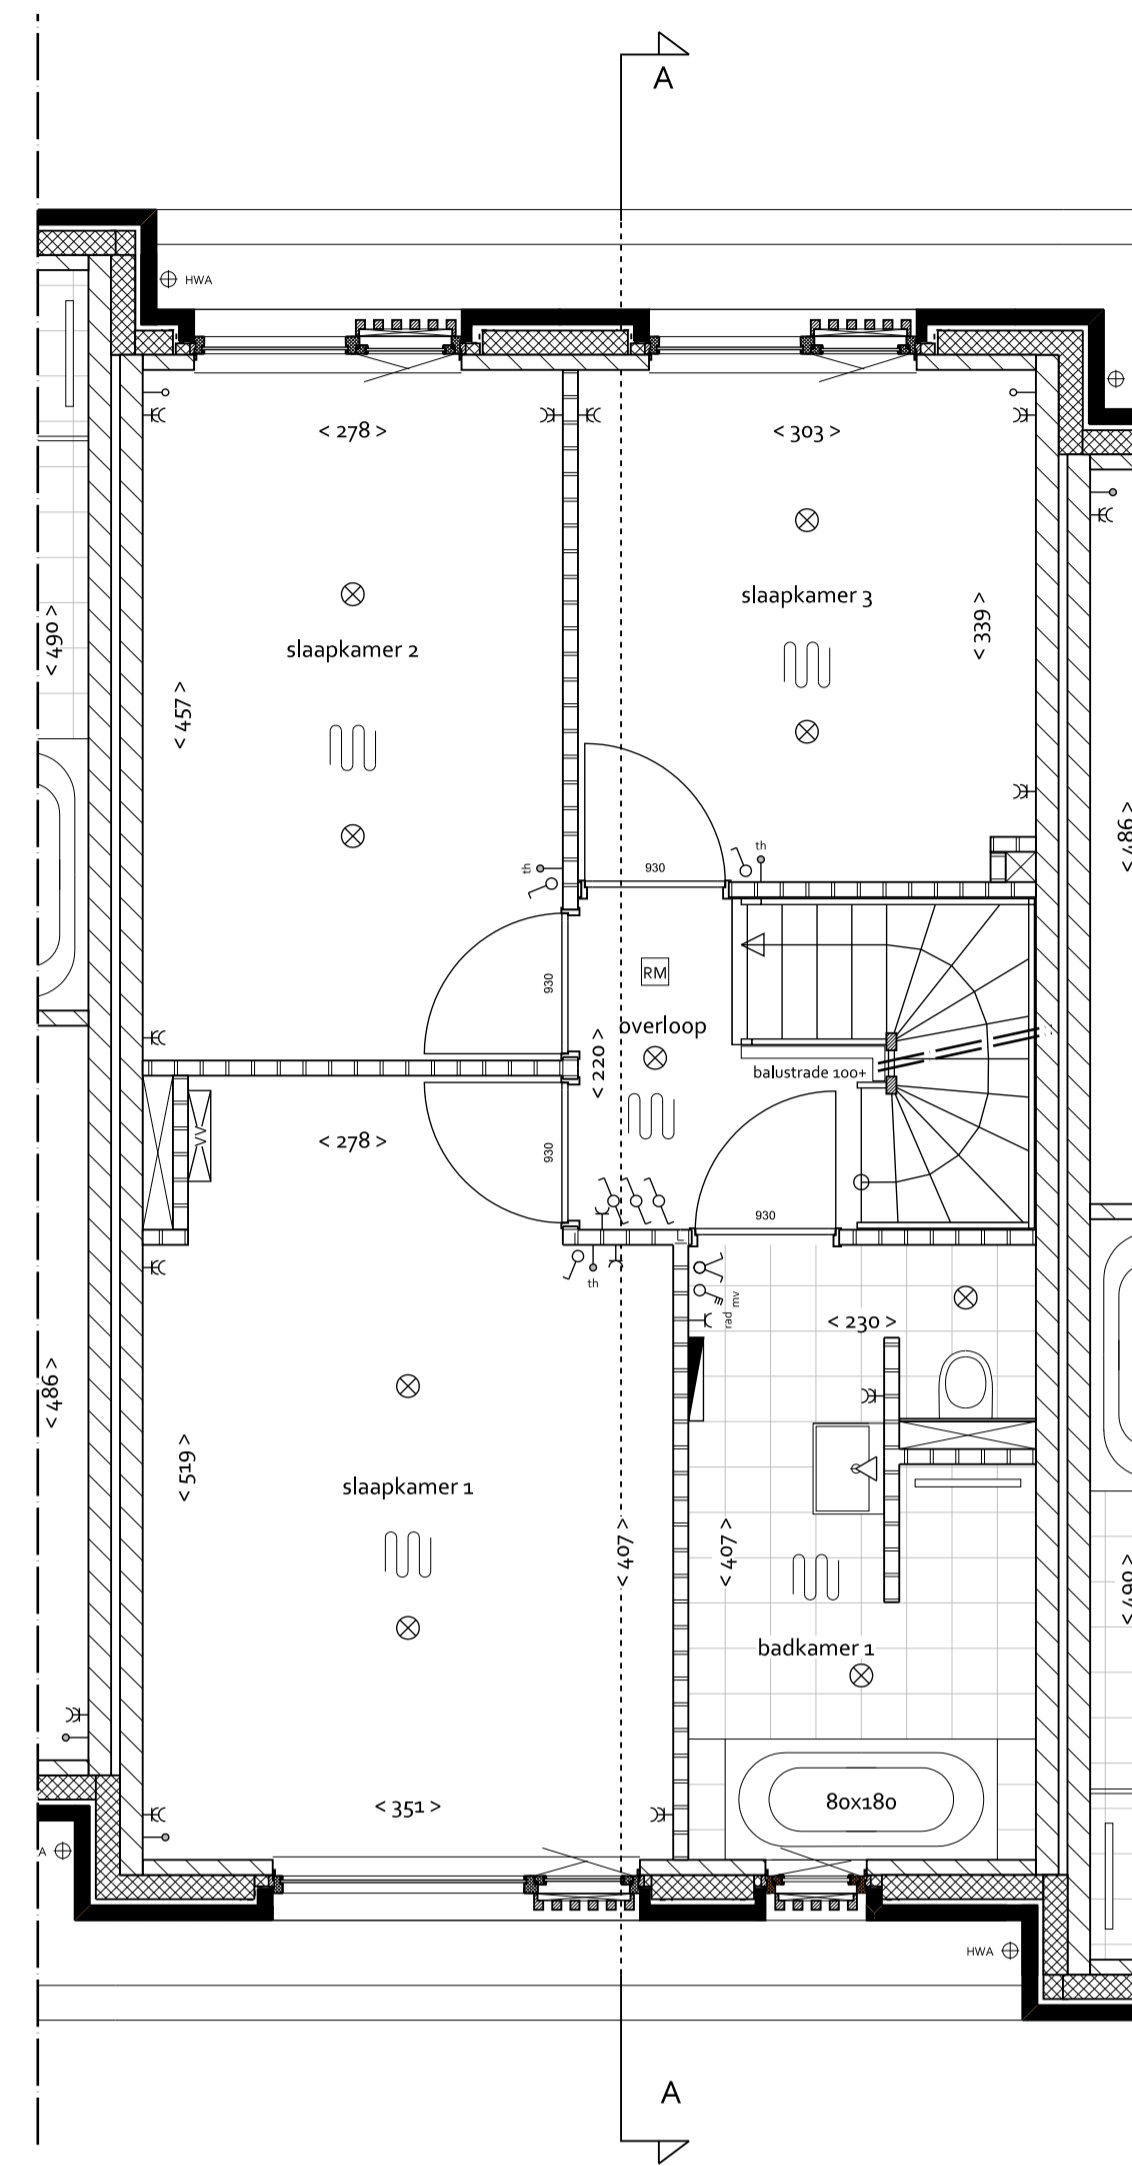 A
HWA
< 278 >
< 303 >
slaapkamer 3
< 339 >
< 490 >
slaapkamer 2
< 457 >
< 486 >
th
930
th
930
RM
overloop
< 220 >
balustrade 100+
< 278 >
VV
930
930
th
rad
mv
< 230 >
< 486 >
< 519 >
slaapkamer 1
< 407 >
< 407 >
< 490 >
badkamer 1
< 351 >
80x180
A
HWA
A